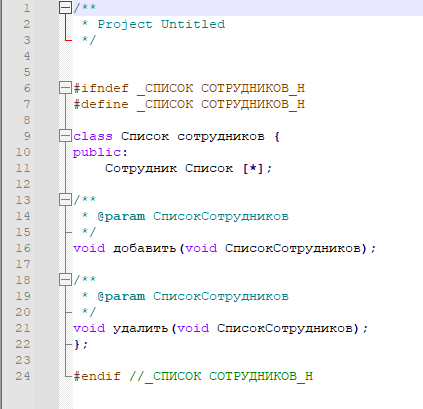 1 /**
2  * Project Untitled
3  */
4
5
6 #ifndef _СПИСОК СОТРУДНИКОВ_H
7 #define _СПИСОК СОТРУДНИКОВ_H
8
9 class Список сотрудников {
10 public:
11     Сотрудник Список [*];
12
13 /**
14  * @param СписокСотрудников
15  */
16 void добавить(void СписокСотрудников);
17
18 /**
19  * @param СписокСотрудников
20  */
21 void удалить(void СписокСотрудников);
22 };
23
24 #endif //_СПИСОК СОТРУДНИКОВ_H